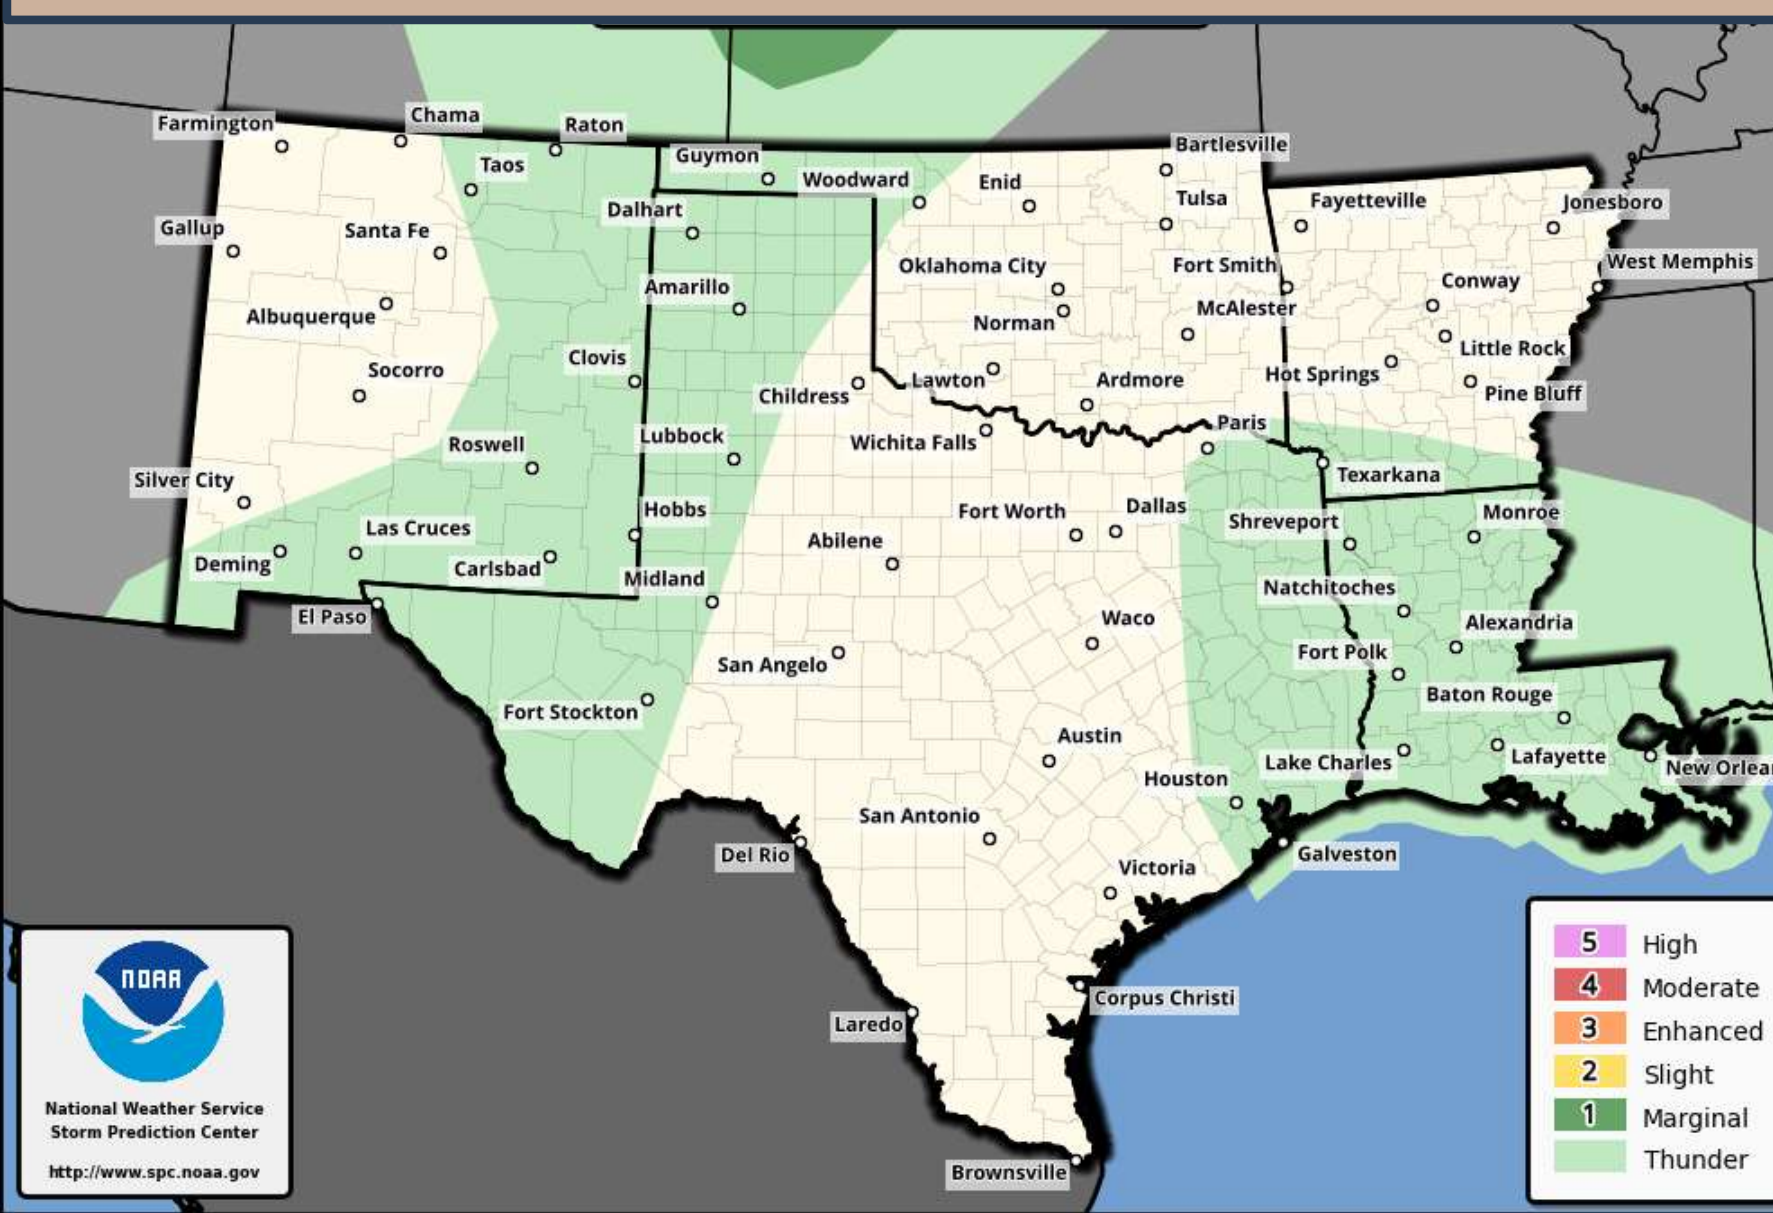 Farmington
Chama
Raton
Taos
Guymon
Woodward
Enid
Bartlesville
Tulsa
Fayetteville
Jonesboro
Gallup
Santa Fe
Dalhart
Oklahoma City
Fort Smith
West Memphis
Conway
Amarillo
Albuquerque
Norman
McAlester
Little Rock
Socorro
Clovis
Childress
Lawton
Ardmore
Hot Springs
Pine Bluff
Roswell
Lubbock
Wichita Falls
Paris
Silver City
Texarkana
Hobbs
Fort Worth
Dallas
Shreveport
Monroe
Las Cruces
Abilene
Deming
Carlsbad
Midland
Natchitoches
El Paso
Waco
Alexandria
San Angelo
Fort Polk
Baton Rouge
Fort Stockton
Austin
Houston
Lake Charles
Lafayette
New Orlea
San Antonio
Del Rio
Victoria
Galveston
Corpus Christi
Laredo
Brownsville
NOAA
National Weather Service
Storm Prediction Center
http://www.spc.noaa.gov
5 High
4 Moderate
3 Enhanced
2 Slight
1 Marginal
Thunder